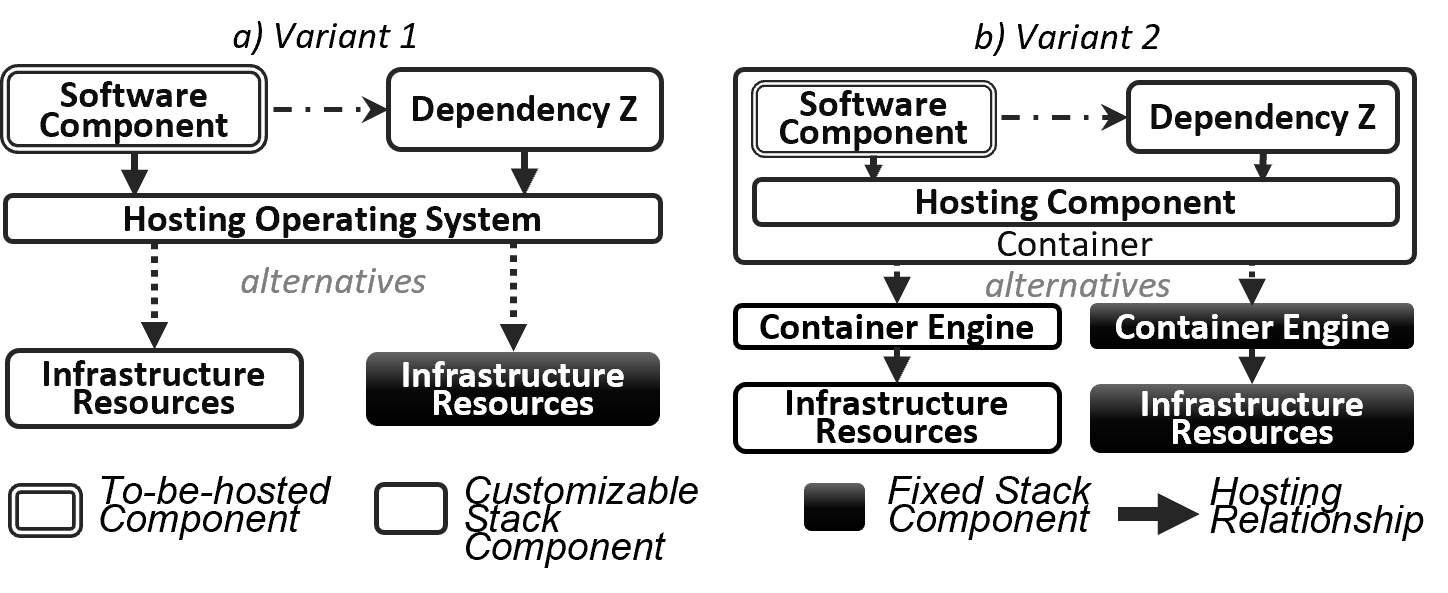 a) Variant 1
Software
Component
Dependency Z
Hosting Operating System
alternatives
Infrastructure
Resources
Infrastructure
Resources
b) Variant 2
Software
Component
Dependency Z
Hosting Component
Container
alternatives
Container Engine
Container Engine
Infrastructure
Resources
Infrastructure
Resources
To-be-hosted
Component
Customizable
Stack
Component
Fixed Stack
Component
Hosting
Relationship